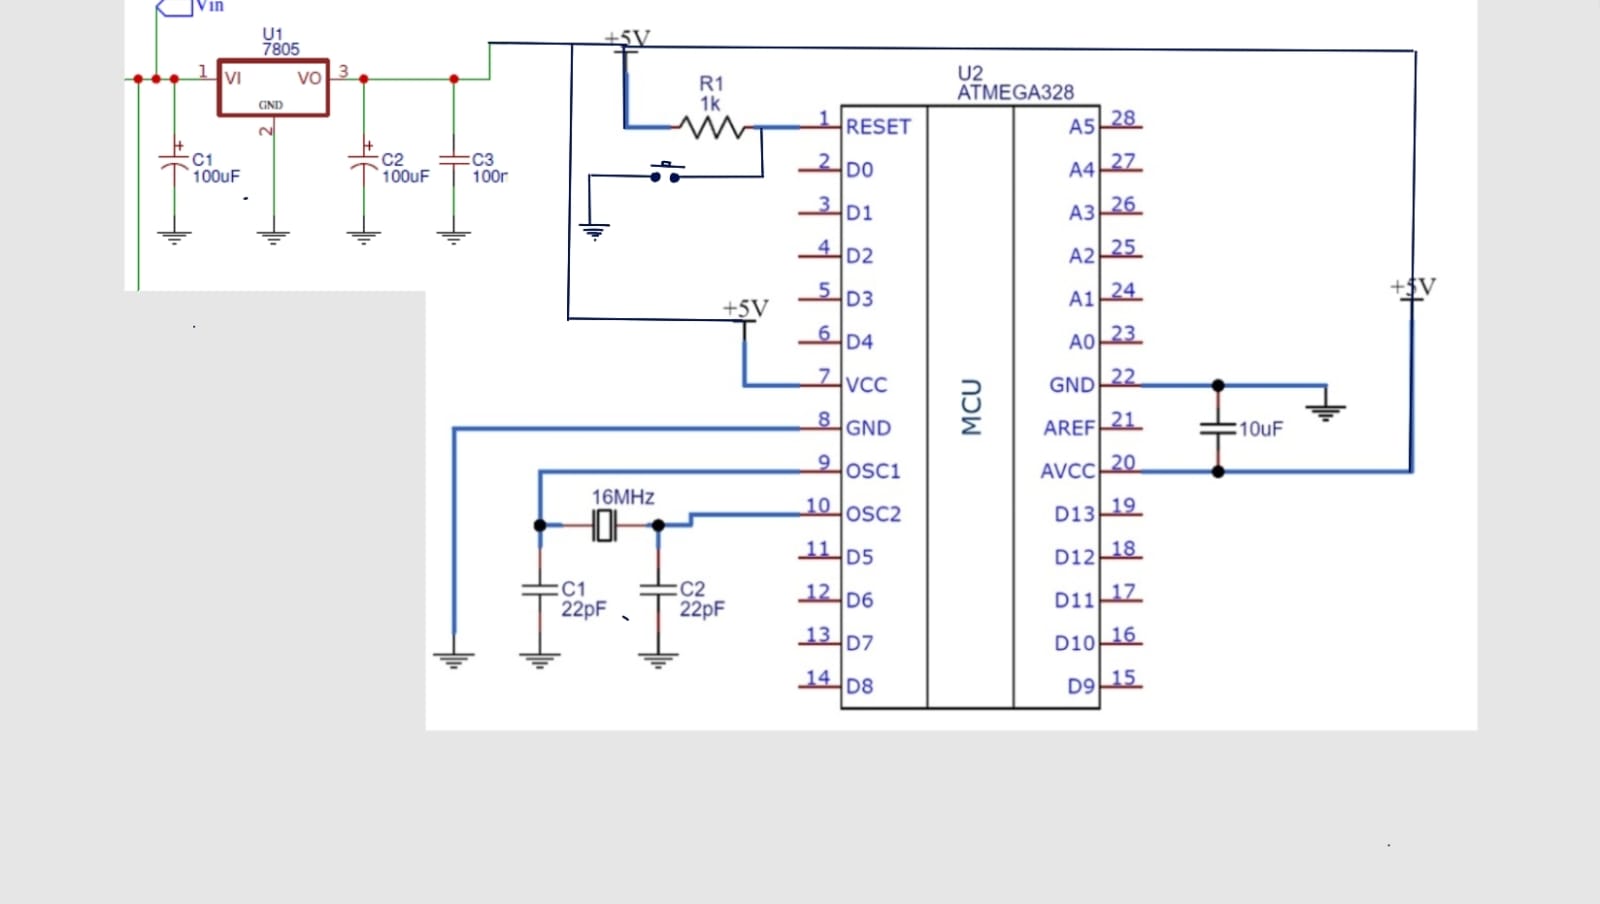 Vin
U1
7805
1
VI
VO
3
GND
2
+
C1
100uF
+
C2
100uF
C3
100n
+5V
R1
1k
U2
ATMEGA328
MCU
1
RESET
2
D0
3
D1
4
D2
5
D3
6
D4
+5V
7
VCC
8
GND
9
OSC1
10
OSC2
11
D5
12
D6
13
D7
14
D8
A5
28
A4
27
A3
26
A2
25
A1
24
A0
23
GND
22
AREF
21
AVCC
20
D13
19
D12
18
D11
17
D10
16
D9
15
+5V
10uF
16MHz
C1
22pF
C2
22pF